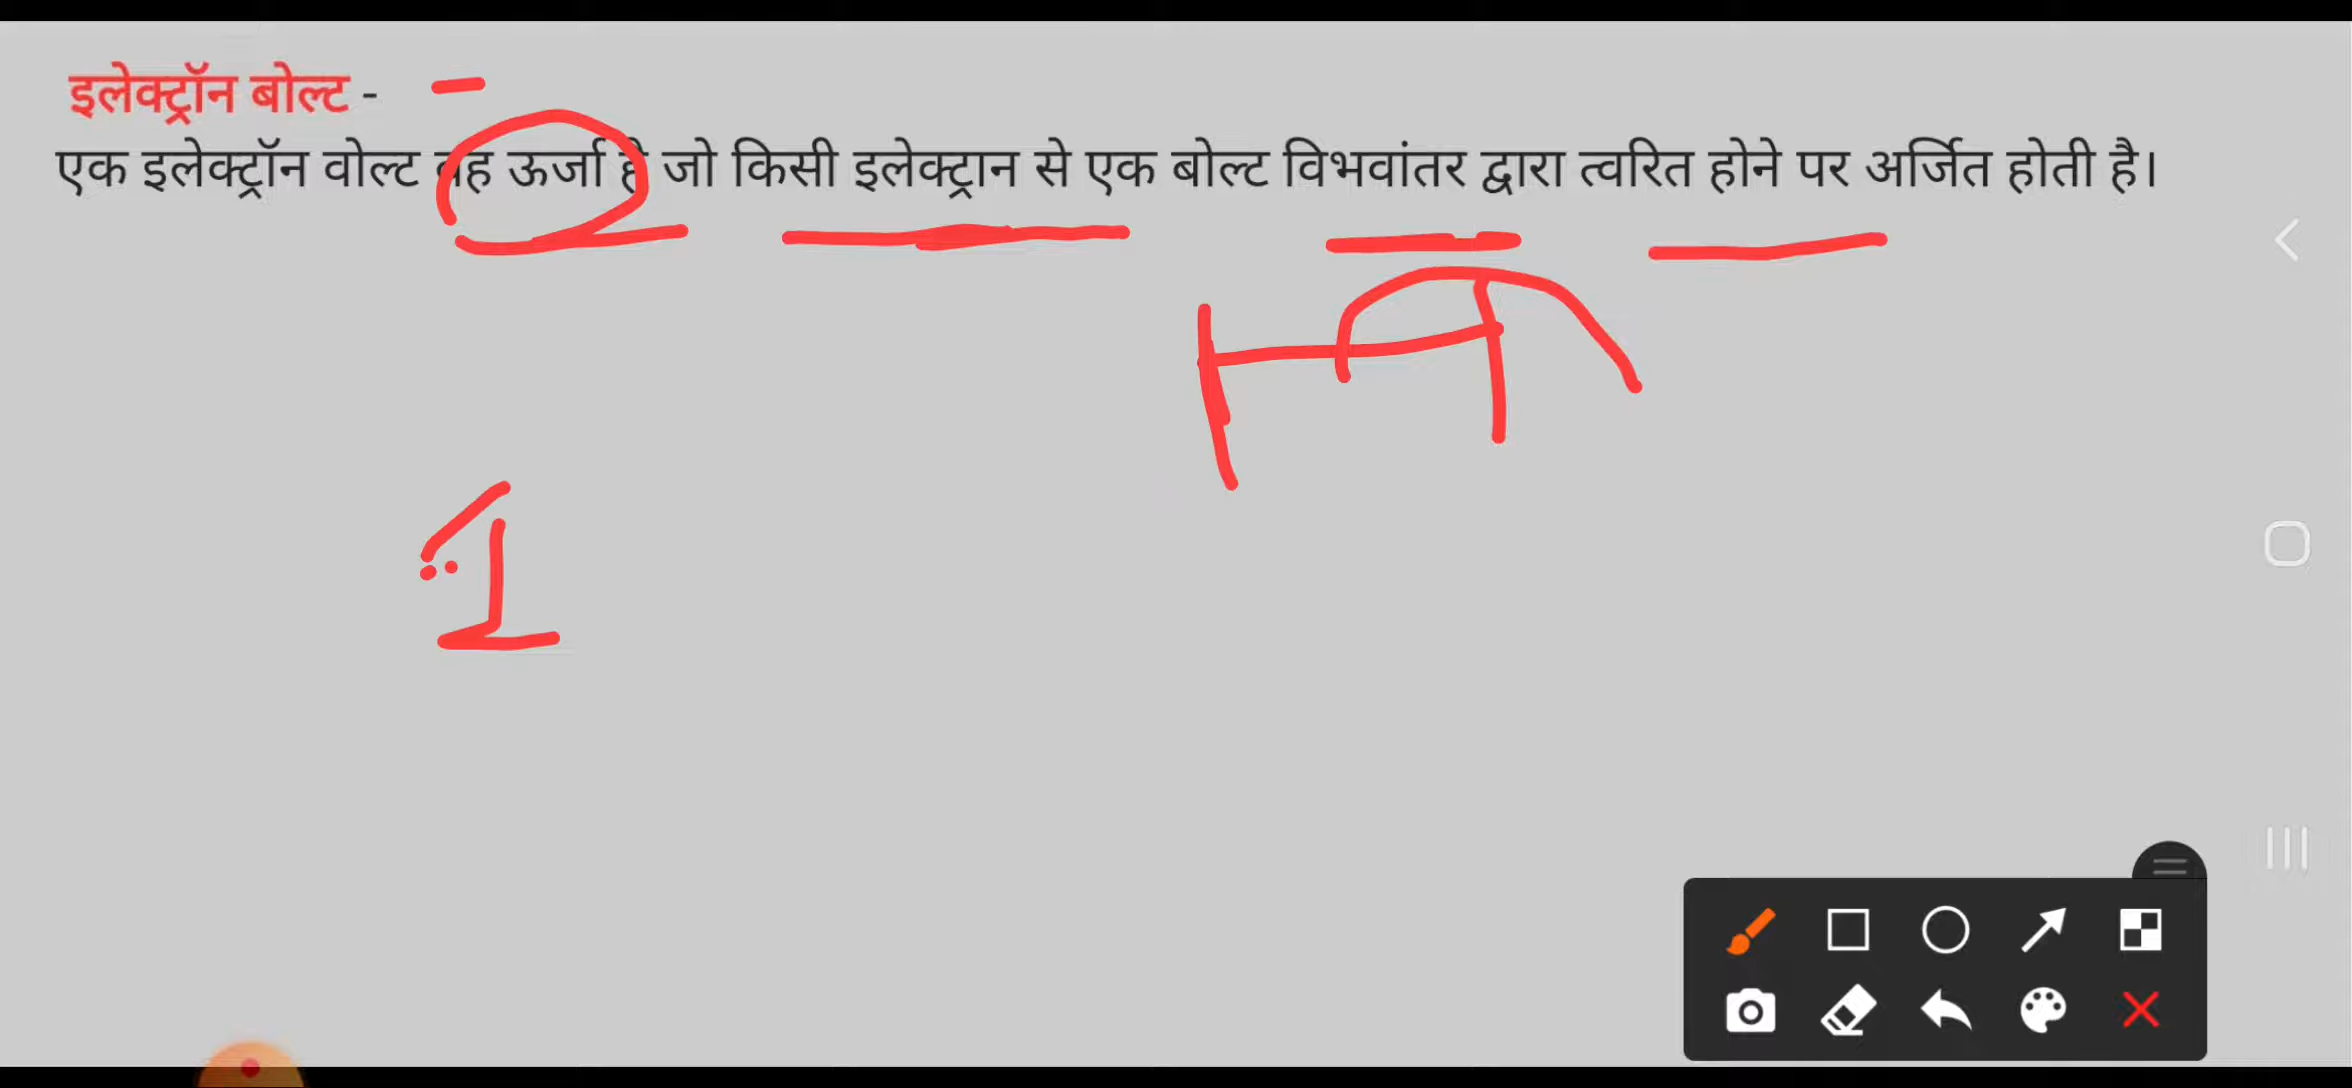 इलेक्ट्रॉन बोल्ट -
एक इलेक्ट्रॉन वोल्ट वह ऊर्जा है जो किसी इलेक्ट्रान से एक बोल्ट विभवांतर द्वारा त्वरित होने पर अर्जित होती है।
1